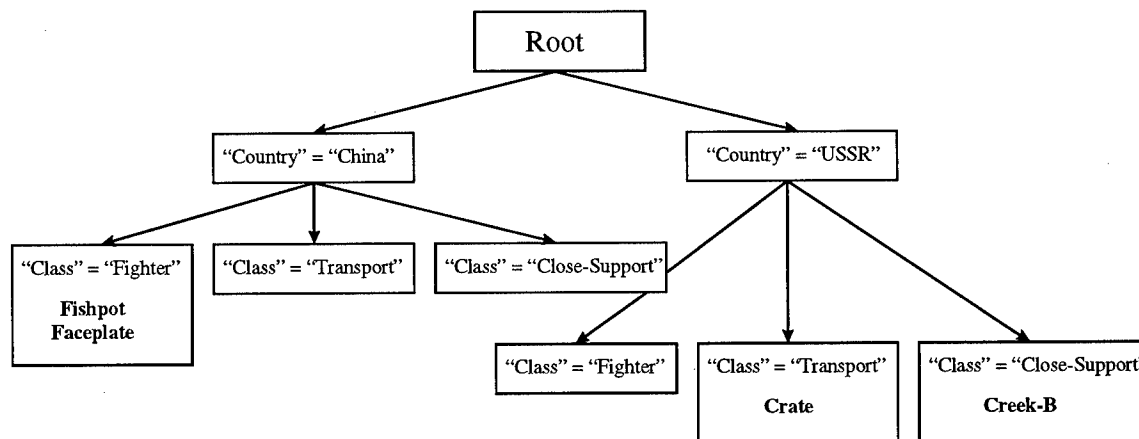 Root
“Country” = “China”
“Country” = “USSR”
“Class” = “Fighter”
Fishpot
Faceplate
“Class” = “Transport”
“Class” = “Close-Support”
“Class” = “Fighter”
“Class” = “Transport”
Crate
“Class” = “Close-Support”
Creek-B